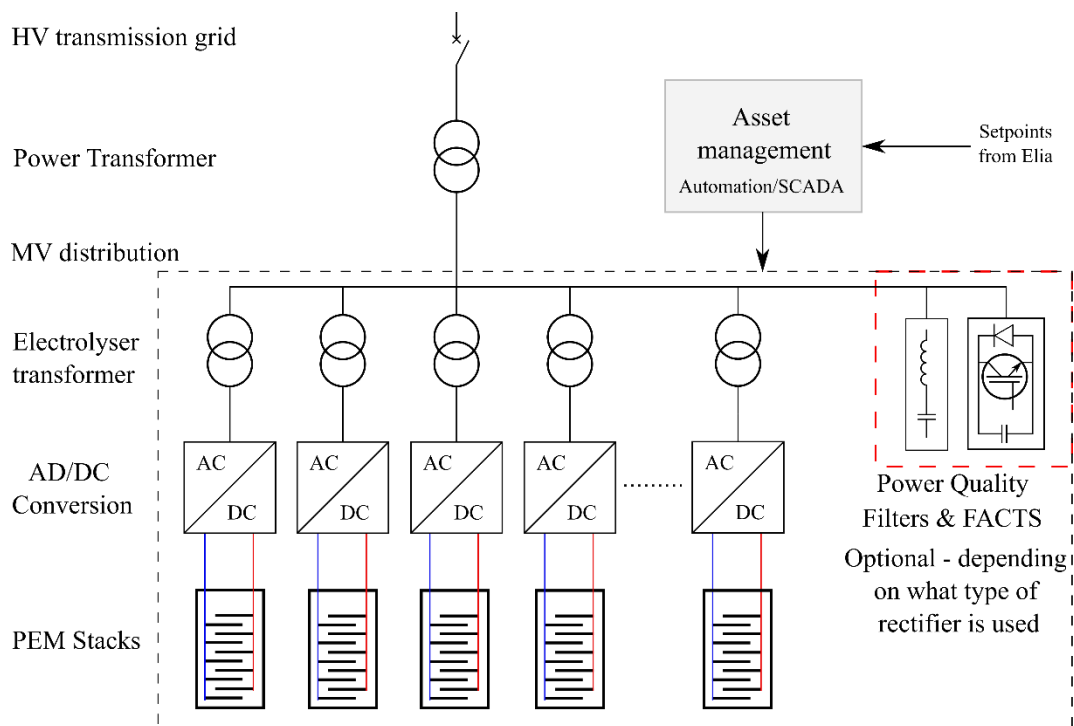 HV transmission grid
Power Transformer
Asset
management
Automation/SCADA
Setpoints
from Elia
MV distribution
Electrolyser
transformer
AD/DC
Conversion
AC
DC
AC
DC
AC
DC
AC
DC
AC
DC
Power Quality
Filters & FACTS
Optional - depending
on what type of
rectifier is used
PEM Stacks